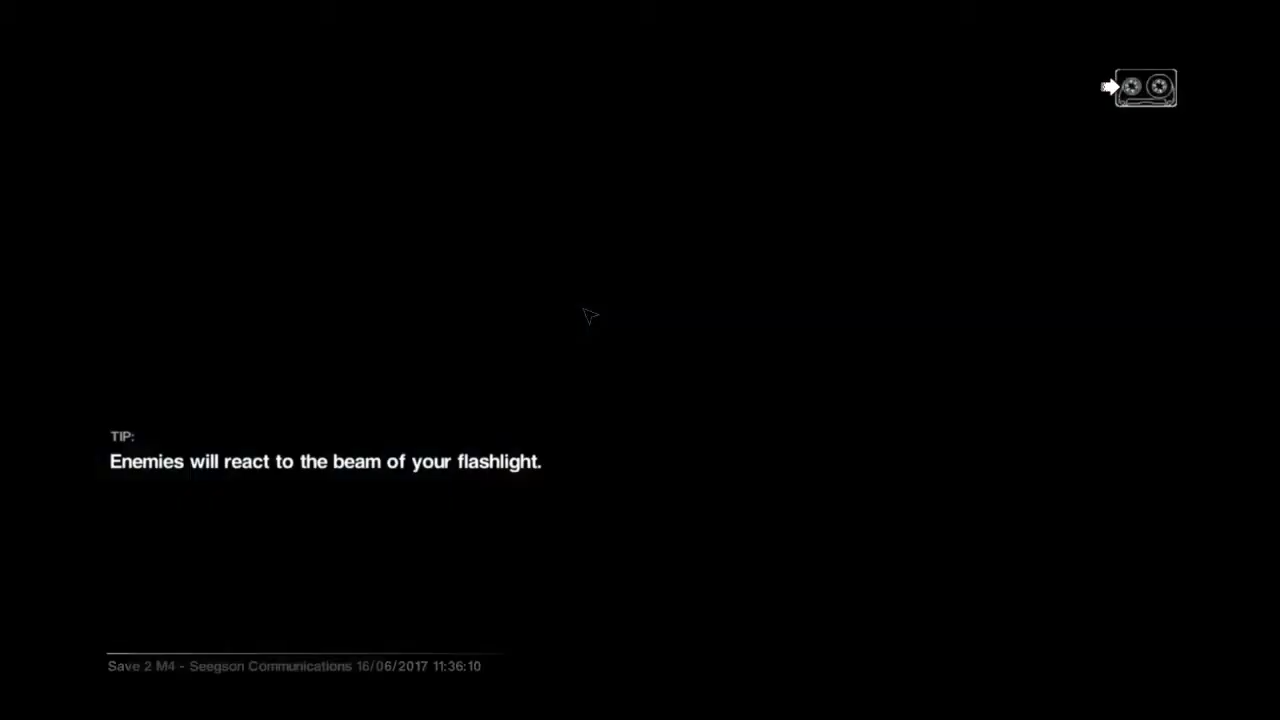 TIP:
Enemies will react to the beam of your flashlight.
Save 2 M4 - Seegson Communications 16/06/2017 11:36:10